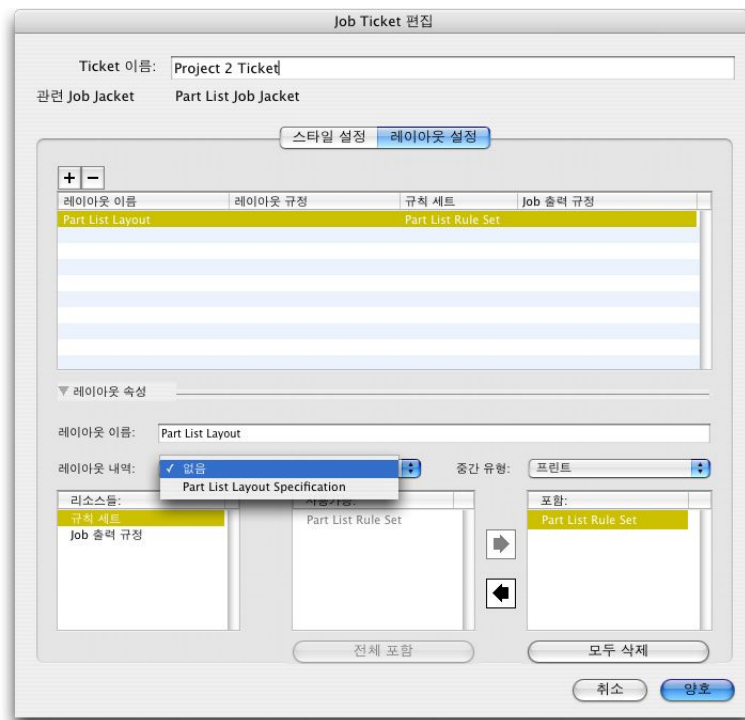 Job Ticket 편집
Ticket 이름: Project 2 Ticket
관련 Job Jacket Part List Job Jacket
스타일 설정 레이아웃 설정
+ −
레이아웃 이름 레이아웃 규정 규칙 세트 Job 출력 규정
Part List Layout Part List Rule Set
레이아웃 속성
레이아웃 이름: Part List Layout
레이아웃 내역: ✓ 없음 중간 유형: 프린트
Part List Layout Specification
리소스들: 포함:
규칙 세트 Part List Rule Set Part List Rule Set
Job 출력 규정
전체 포함 모두 삭제
취소 양호